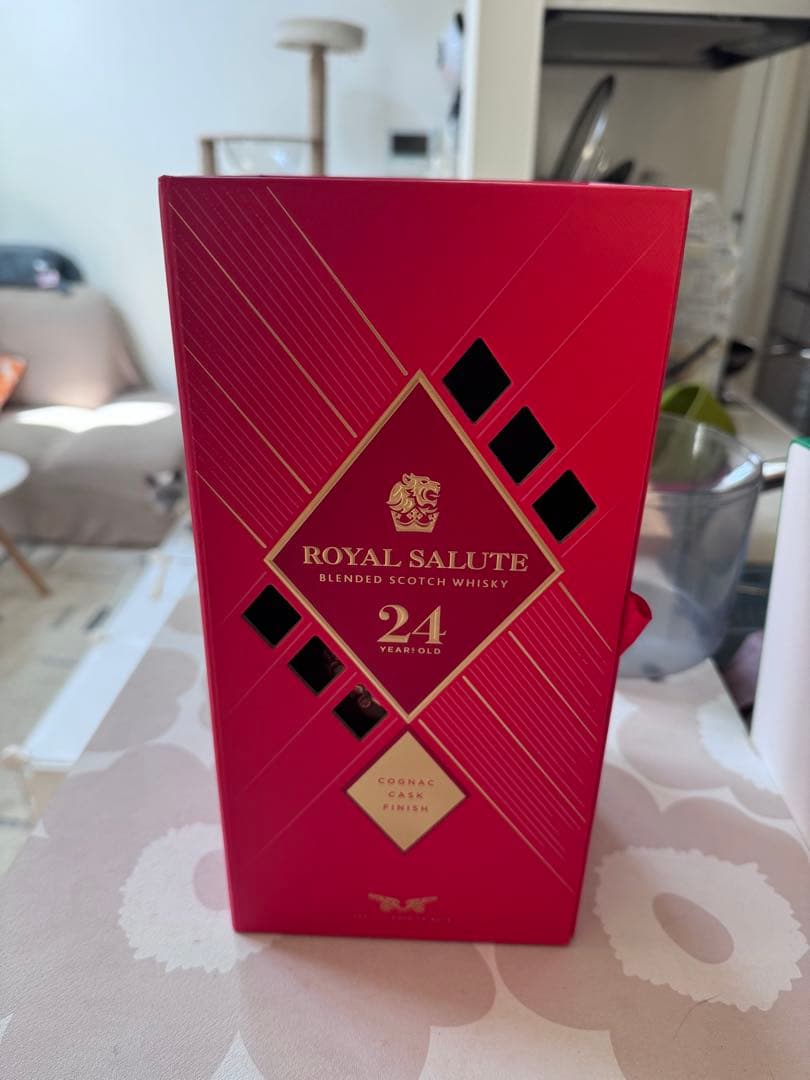 ROYAL SALUTE
BLENDED SCOTCH WHISKY
24
YEARS OLD
COGNAC
CASK
FINISH